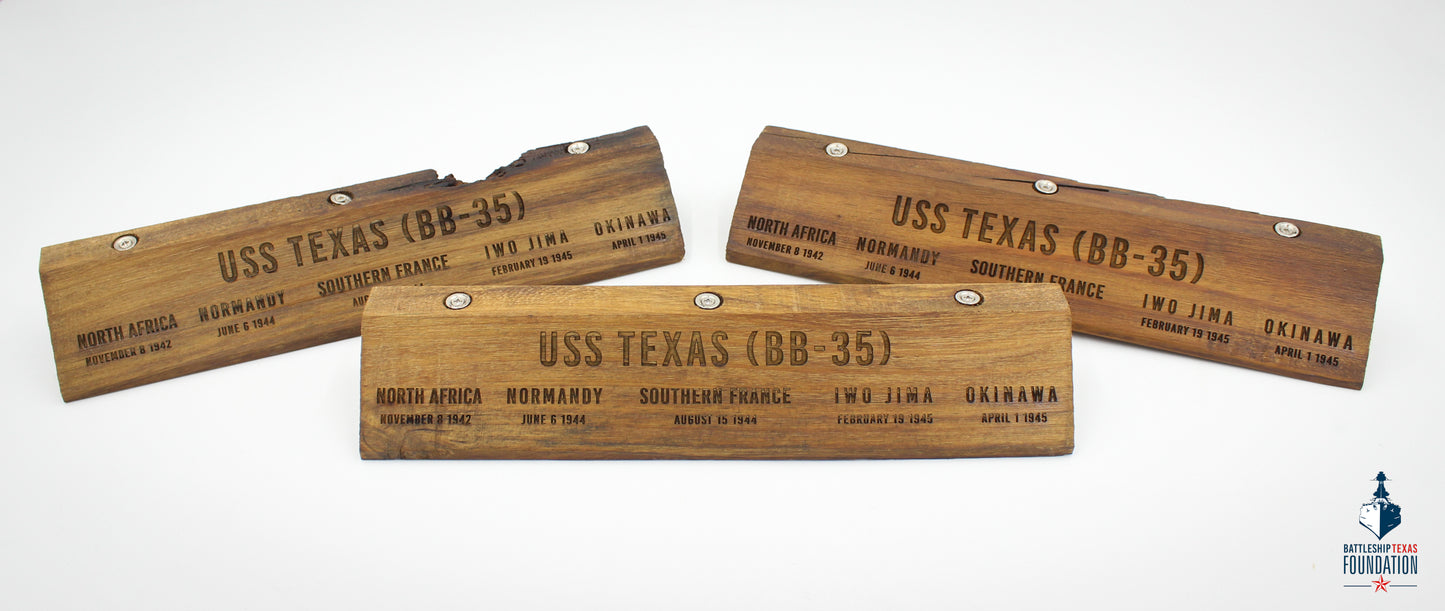 USS TEXAS (BB-35)
NORTH AFRICA NORMANDY SOUTHERN FRANCE IWO JIMA OKINAWA
NOVEMBER 8 1942 JUNE 6 1944 FEBRUARY 19 1945 APRIL 1 1945
USS TEXAS (BB-35)
NORTH AFRICA NORMANDY SOUTHERN FRANCE IWO JIMA OKINAWA
NOVEMBER 8 1942 JUNE 6 1944 FEBRUARY 19 1945 APRIL 1 1945
USS TEXAS (BB-35)
NORTH AFRICA NORMANDY SOUTHERN FRANCE IWO JIMA OKINAWA
NOVEMBER 8 1942 JUNE 6 1944 AUGUST 15 1944 FEBRUARY 19 1945 APRIL 1 1945
BATTLESHIP TEXAS
FOUNDATION